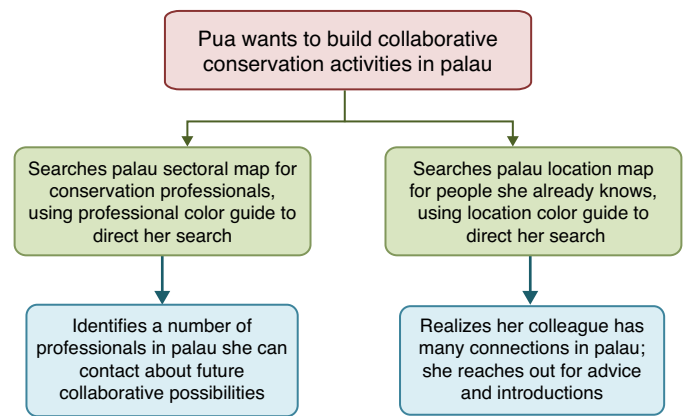 Pua wants to build collaborative
conservation activities in palau
Searches palau sectoral map for
conservation professionals,
using professional color guide to
direct her search
Searches palau location map
for people she already knows,
using location color guide to
direct her search
Identifies a number of
professionals in palau she can
contact about future
collaborative possibilities
Realizes her colleague has
many connections in palau;
she reaches out for advice
and introductions